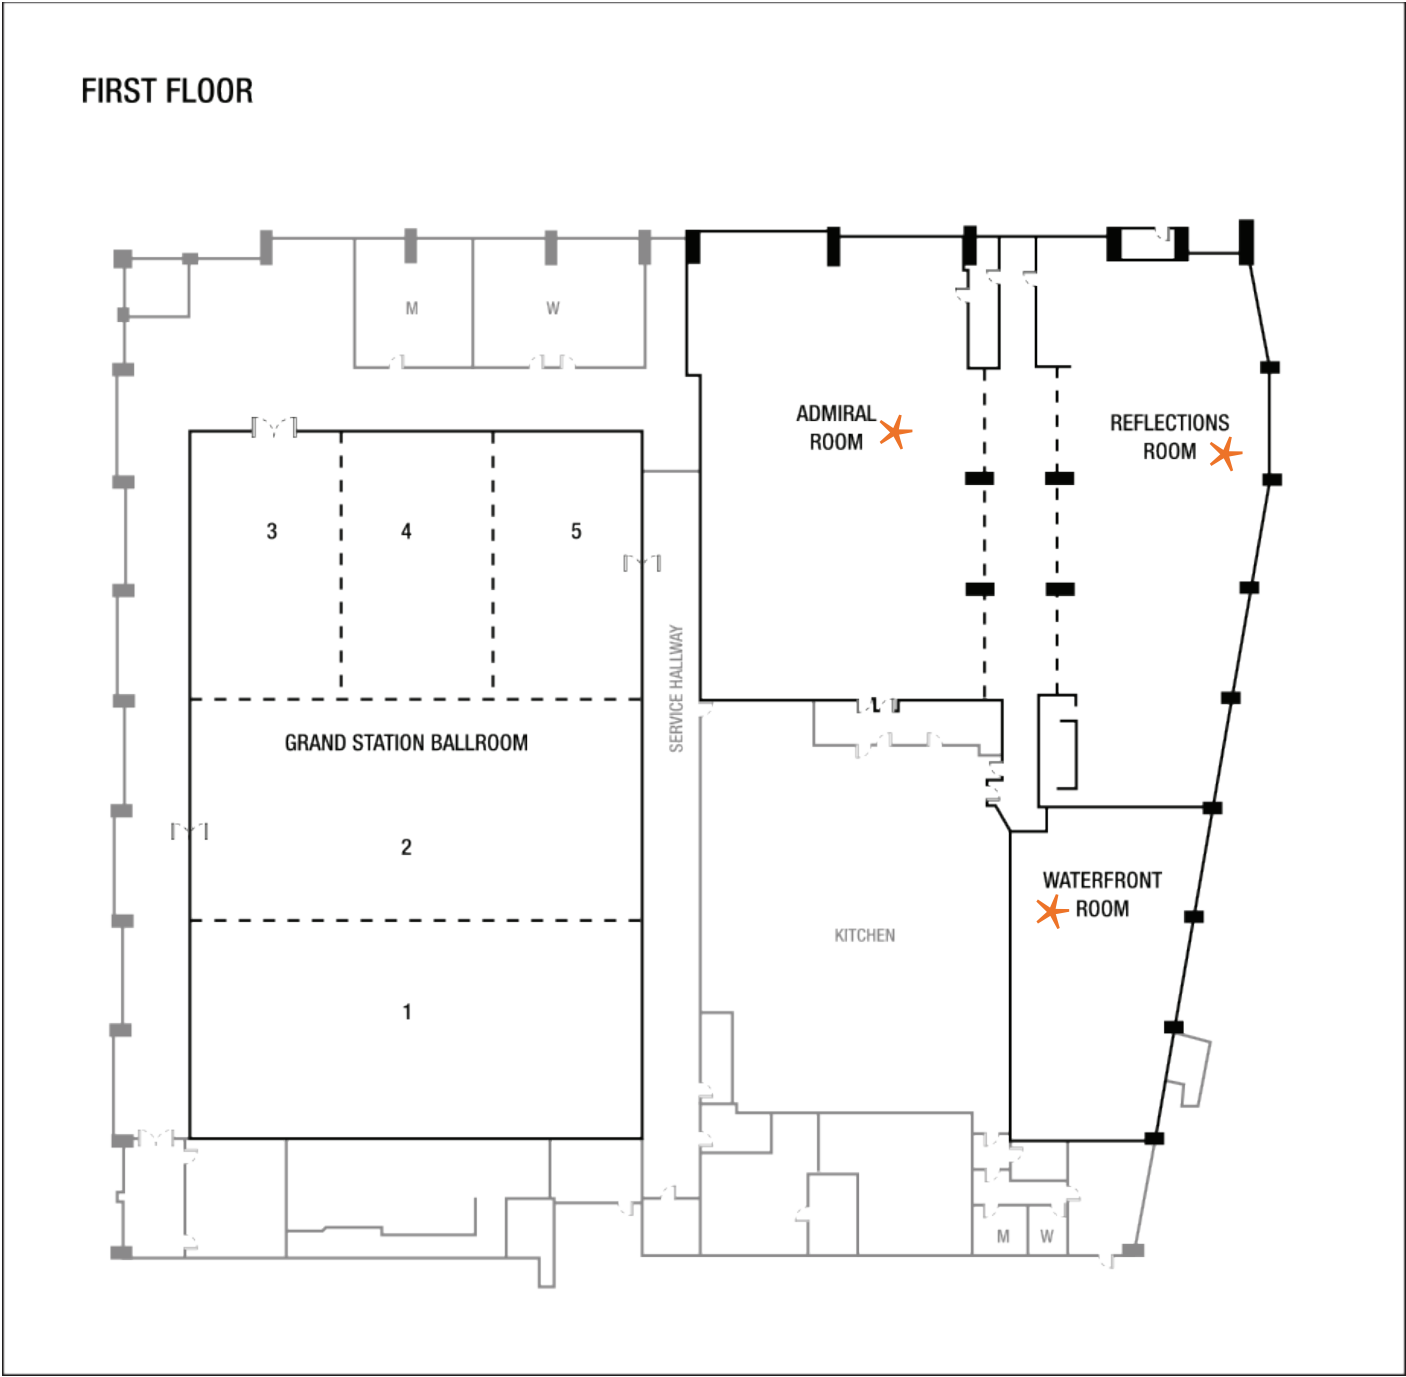 FIRST FLOOR
M
W
ADMIRAL
ROOM
REFLECTIONS
ROOM
3
4
5
SERVICE HALLWAY
GRAND STATION BALLROOM
2
WATERFRONT
ROOM
KITCHEN
1
M
W